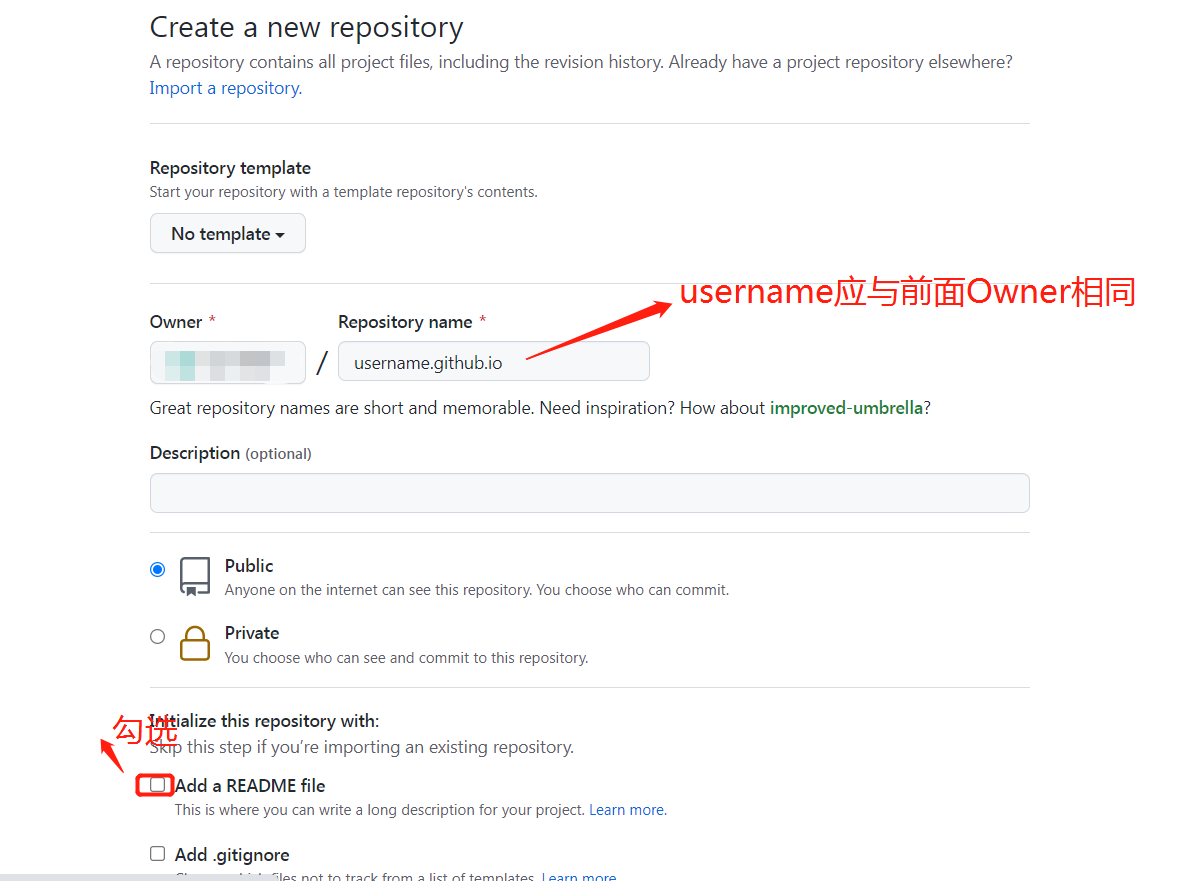 Create a new repository
A repository contains all project files, including the revision history. Already have a project repository elsewhere?
Import a repository.
Repository template
Start your repository with a template repository's contents.
No template
username应与前面Owner相同
Owner * Repository name *
/ username.github.io
Great repository names are short and memorable. Need inspiration? How about improved-umbrella?
Description (optional)
Public
Anyone on the internet can see this repository. You choose who can commit.
Private
You choose who can see and commit to this repository.
Initialize this repository with:
勾选
Skip this step if you're importing an existing repository.
Add a README file
This is where you can write a long description for your project. Learn more.
Add .gitignore
files not to track from a list of templates. Learn more.